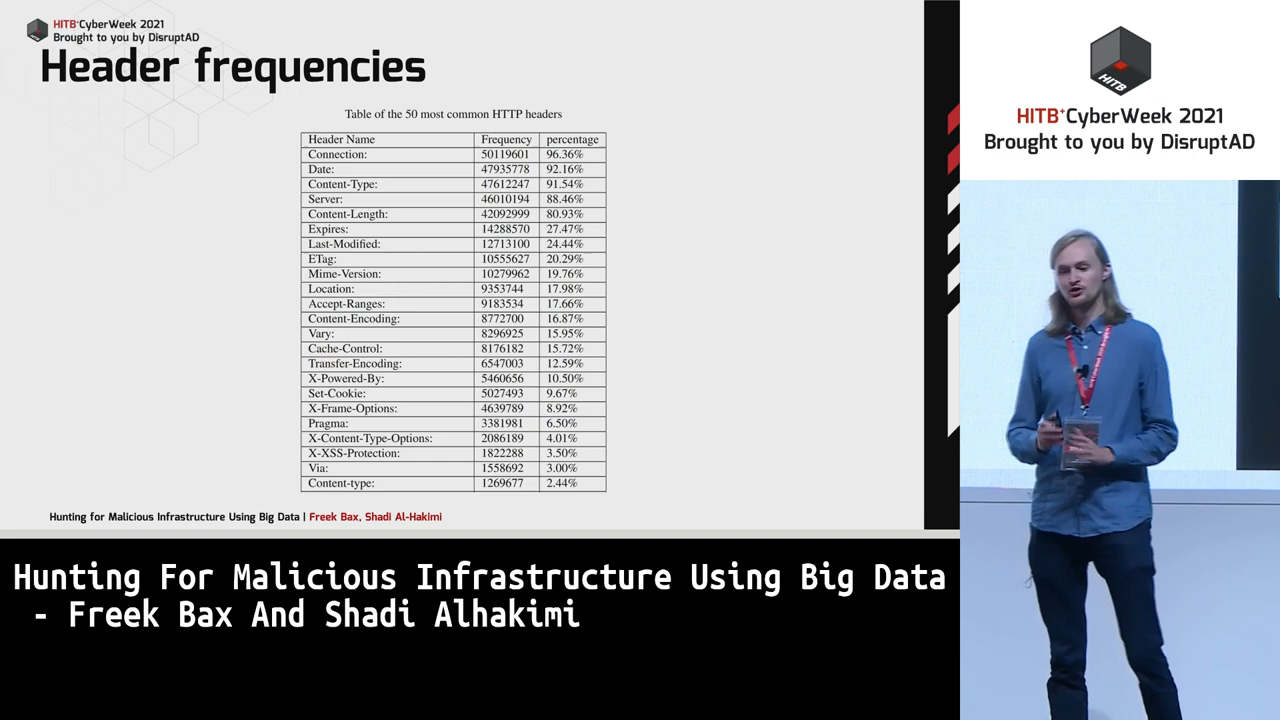 HITB+CyberWeek 2021
Brought to you by DisruptAD
Header frequencies
Table of the 50 most common HTTP headers
Header Name Frequency percentage
Connection: 50119601 96.36%
Date: 47935778 92.16%
Content-Type: 47612247 91.54%
Server: 46010194 88.46%
Content-Length: 42092999 80.93%
Expires: 14288570 27.47%
Last-Modified: 12713100 24.44%
ETag: 10555627 20.29%
Mime-Version: 10279962 19.76%
Location: 9353744 17.98%
Accept-Ranges: 9183534 17.66%
Content-Encoding: 8772700 16.87%
Vary: 8296925 15.95%
Cache-Control: 8176182 15.72%
Transfer-Encoding: 6547003 12.59%
X-Powered-By: 5460656 10.50%
Set-Cookie: 5027493 9.67%
X-Frame-Options: 4639789 8.92%
Pragma: 3381981 6.50%
X-Content-Type-Options: 2086189 4.01%
X-XSS-Protection: 1822288 3.50%
Via: 1558692 3.00%
Content-type: 1269677 2.44%
Hunting for Malicious Infrastructure Using Big Data | Freek Bax, Shadi Al-Hakimi
HITB
HITB+CyberWeek 2021
Brought to you by DisruptAD
Hunting For Malicious Infrastructure Using Big Data
- Freek Bax And Shadi Alhakimi